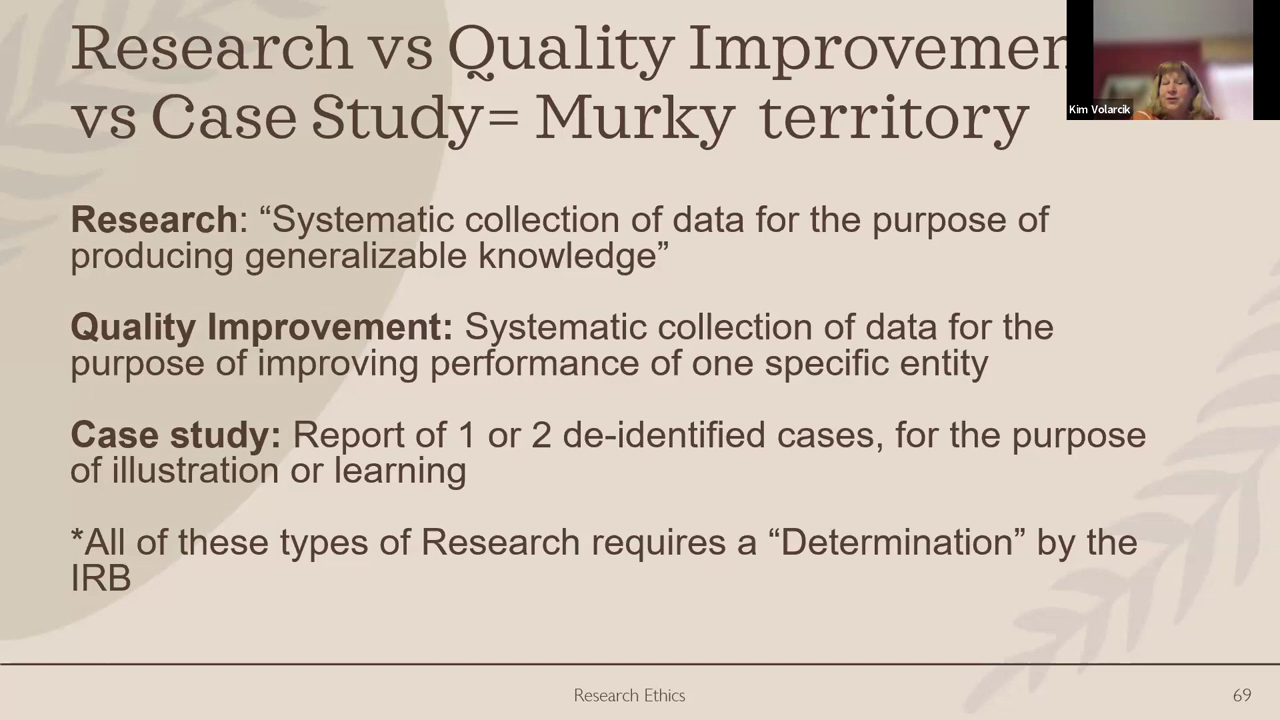 Research vs Quality Improvemen
vs Case Study= Murky territory
Kim Volarcik
Research: “Systematic collection of data for the purpose of
producing generalizable knowledge”
Quality Improvement: Systematic collection of data for the
purpose of improving performance of one specific entity
Case study: Report of 1 or 2 de-identified cases, for the purpose
of illustration or learning
*All of these types of Research requires a “Determination” by the
IRB
Research Ethics
69